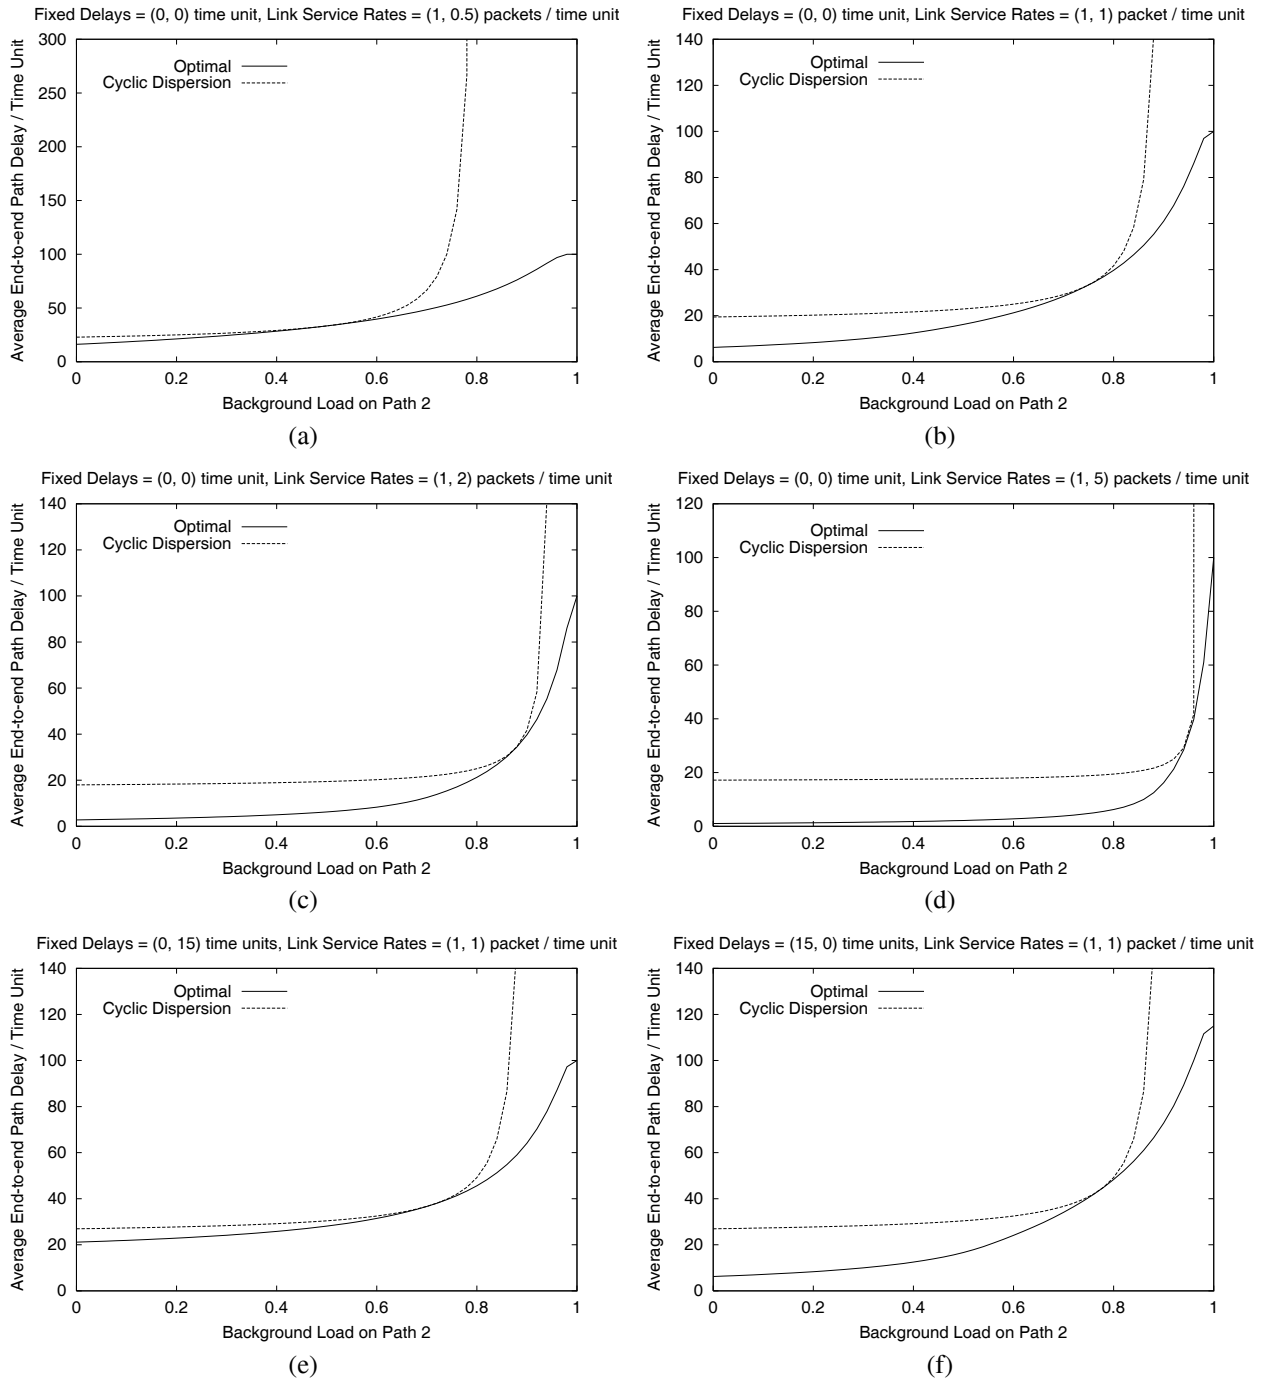 Fixed Delays = (0, 0) time unit, Link Service Rates = (1, 0.5) packets / time unit
Average End-to-end Path Delay / Time Unit
300
250
200
150
100
50
0
Optimal
Cyclic Dispersion
0 0.2 0.4 0.6 0.8 1
Background Load on Path 2
(a)
Fixed Delays = (0, 0) time unit, Link Service Rates = (1, 1) packet / time unit
Average End-to-end Path Delay / Time Unit
140
120
100
80
60
40
20
0
Optimal
Cyclic Dispersion
0 0.2 0.4 0.6 0.8 1
Background Load on Path 2
(b)
Fixed Delays = (0, 0) time unit, Link Service Rates = (1, 2) packets / time unit
Average End-to-end Path Delay / Time Unit
140
120
100
80
60
40
20
0
Optimal
Cyclic Dispersion
0 0.2 0.4 0.6 0.8 1
Background Load on Path 2
(c)
Fixed Delays = (0, 0) time unit, Link Service Rates = (1, 5) packets / time unit
Average End-to-end Path Delay / Time Unit
120
100
80
60
40
20
0
Optimal
Cyclic Dispersion
0 0.2 0.4 0.6 0.8 1
Background Load on Path 2
(d)
Fixed Delays = (0, 15) time units, Link Service Rates = (1, 1) packet / time unit
Average End-to-end Path Delay / Time Unit
140
120
100
80
60
40
20
0
Optimal
Cyclic Dispersion
0 0.2 0.4 0.6 0.8 1
Background Load on Path 2
(e)
Fixed Delays = (15, 0) time units, Link Service Rates = (1, 1) packet / time unit
Average End-to-end Path Delay / Time Unit
140
120
100
80
60
40
20
0
Optimal
Cyclic Dispersion
0 0.2 0.4 0.6 0.8 1
Background Load on Path 2
(f)